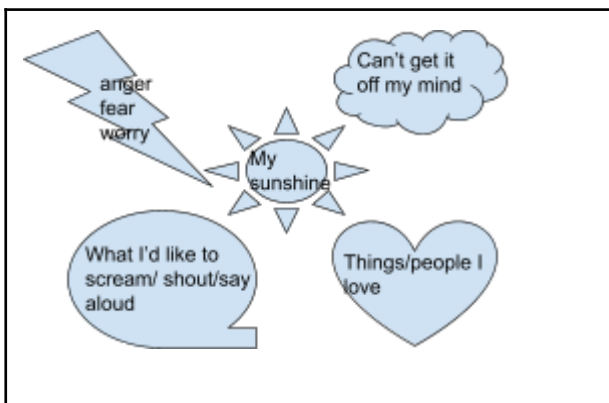 anger
fear
worry
Can't get it
off my mind
My
sunshine
What I'd like to
scream/ shout/say
aloud
Things/people I
love